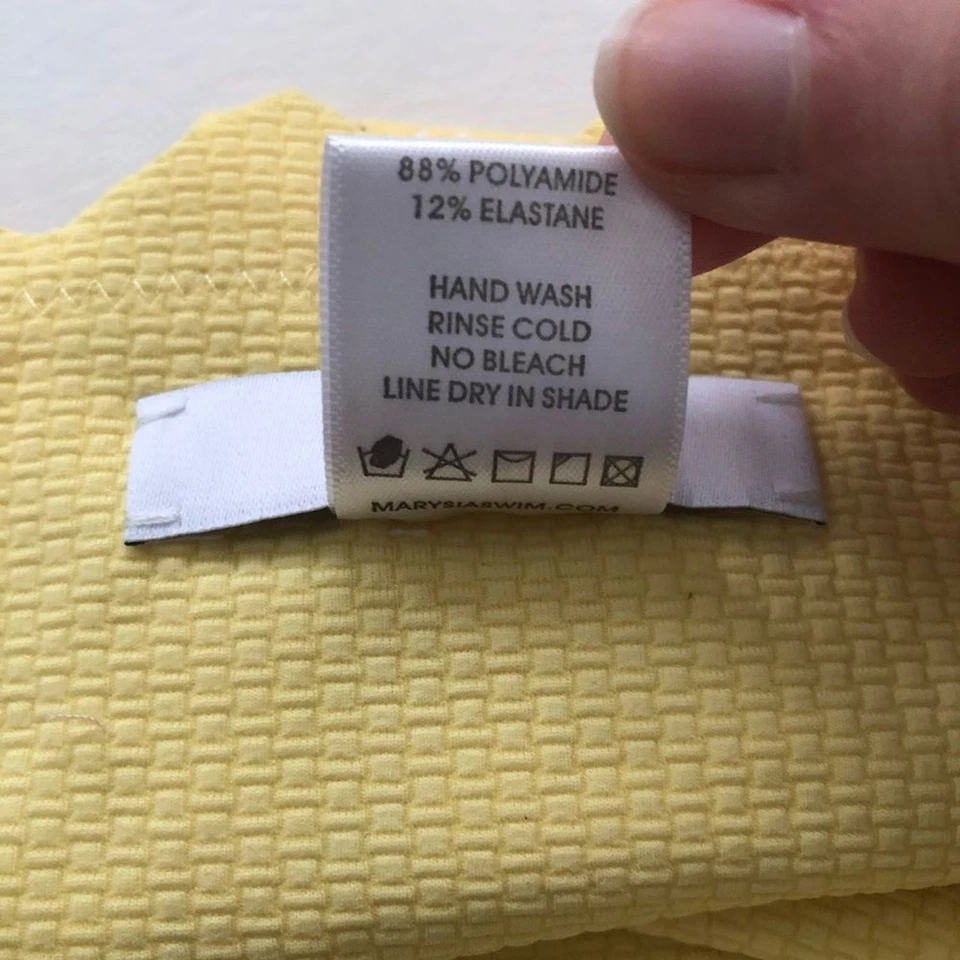 88% POLYAMIDE
12% ELASTANE
HAND WASH
RINSE COLD
NO BLEACH
LINE DRY IN SHADE
MARYSIASWIM.COM